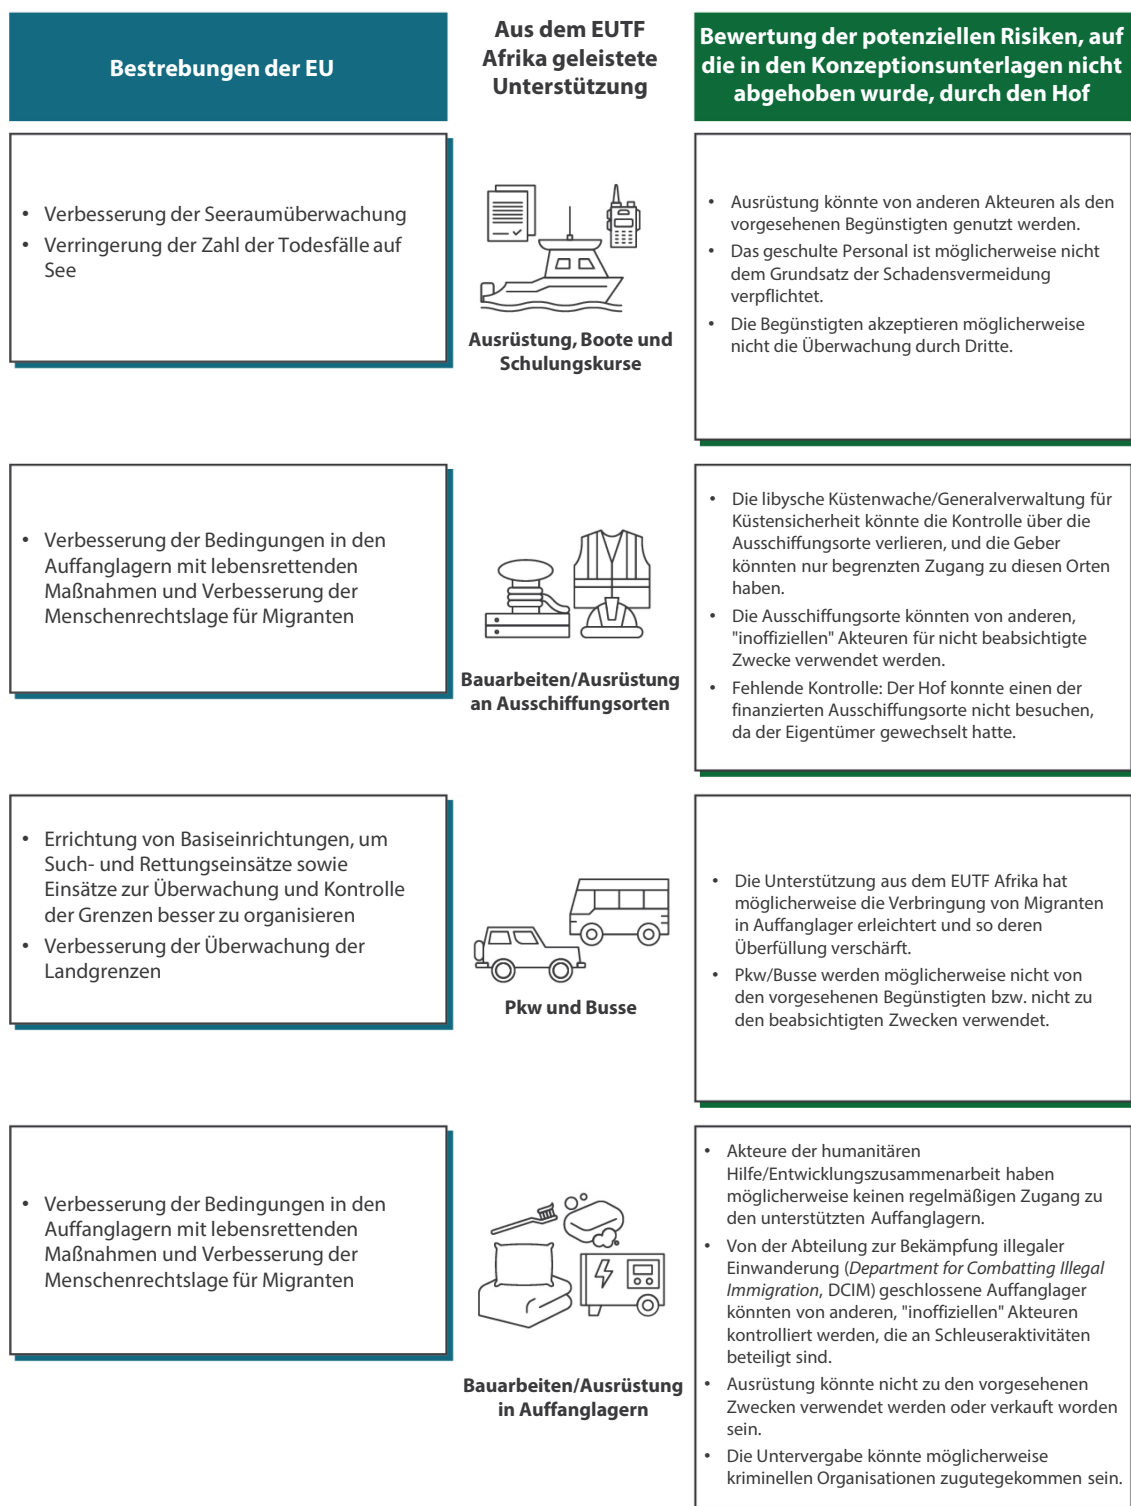 Bestrebungen der EU
Aus dem EUTF
Afrika geleistete
Unterstützung
Bewertung der potenziellen Risiken, auf
die in den Konzeptionsunterlagen nicht
abgehoben wurde, durch den Hof
• Verbesserung der Seeraumüberwachung
• Verringerung der Zahl der Todesfälle auf
See
Ausrüstung, Boote und
Schulungskurse
• Ausrüstung könnte von anderen Akteuren als den
vorgesehenen Begünstigten genutzt werden.
• Das geschulte Personal ist möglicherweise nicht
dem Grundsatz der Schadensvermeidung
verpflichtet.
• Die Begünstigten akzeptieren möglicherweise
nicht die Überwachung durch Dritte.
• Verbesserung der Bedingungen in den
Auffanglagern mit lebensrettenden
Maßnahmen und Verbesserung der
Menschenrechtslage für Migranten
Bauarbeiten/Ausrüstung
an Ausschiffungsorten
• Die libysche Küstenwache/Generalverwaltung für
Küstensicherheit könnte die Kontrolle über die
Ausschiffungsorte verlieren, und die Geber
könnten nur begrenzten Zugang zu diesen Orten
haben.
• Die Ausschiffungsorte könnten von anderen,
"inoffiziellen" Akteuren für nicht beabsichtigte
Zwecke verwendet werden.
• Fehlende Kontrolle: Der Hof konnte einen der
finanzierten Ausschiffungsorte nicht besuchen,
da der Eigentümer gewechselt hatte.
• Errichtung von Basiseinrichtungen, um
Such- und Rettungseinsätze sowie
Einsätze zur Überwachung und Kontrolle
der Grenzen besser zu organisieren
• Verbesserung der Überwachung der
Landgrenzen
Pkw und Busse
• Die Unterstützung aus dem EUTF Afrika hat
möglicherweise die Verbringung von Migranten
in Auffanglager erleichtert und so deren
Überfüllung verschärft.
• Pkw/Busse werden möglicherweise nicht von
den vorgesehenen Begünstigten bzw. nicht zu
den beabsichtigten Zwecken verwendet.
• Verbesserung der Bedingungen in den
Auffanglagern mit lebensrettenden
Maßnahmen und Verbesserung der
Menschenrechtslage für Migranten
Bauarbeiten/Ausrüstung
in Auffanglagern
• Akteure der humanitären
Hilfe/Entwicklungszusammenarbeit haben
möglicherweise keinen regelmäßigen Zugang zu
den unterstützten Auffanglagern.
• Von der Abteilung zur Bekämpfung illegaler
Einwanderung (Department for Combatting Illegal
Immigration, DCIM) geschlossene Auffanglager
könnten von anderen, "inoffiziellen" Akteuren
kontrolliert werden, die an Schleuseraktivitäten
beteiligt sind.
• Ausrüstung könnte nicht zu den vorgesehenen
Zwecken verwendet werden oder verkauft worden
sein.
• Die Untervergabe könnte möglicherweise
kriminellen Organisationen zugutegekommen sein.